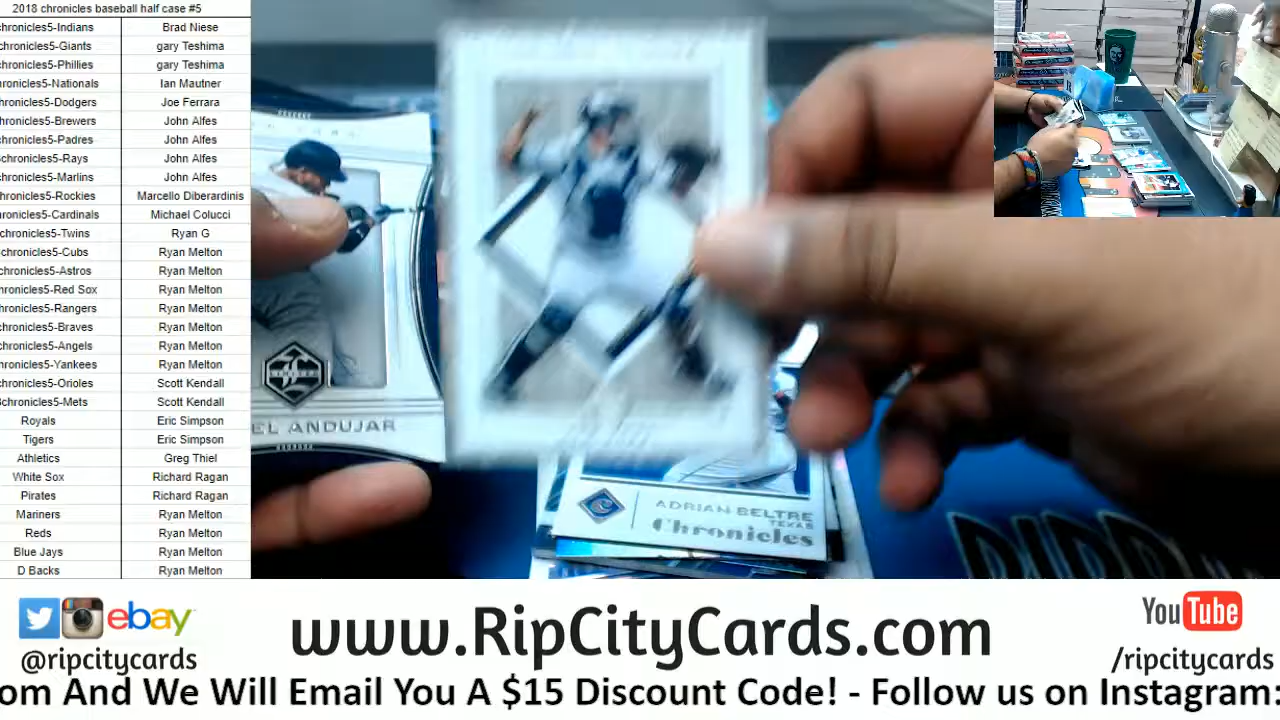 2018 chronicles baseball half case #5
chronicles5-Indians Brad Niese
chronicles5-Giants gary Teshima
chronicles5-Phillies gary Teshima
hronicles5-Nationals Ian Mautner
chronicles5-Dodgers Joe Ferrara
chronicles5-Brewers John Alfes
chronicles5-Padres John Alfes
chronicles5-Rays John Alfes
chronicles5-Marlins John Alfes
chronicles5-Rockies Marcello Diberardinis
chronicles5-Cardinals Michael Colucci
chronicles5-Twins Ryan G
chronicles5-Cubs Ryan Melton
chronicles5-Astros Ryan Melton
chronicles5-Red Sox Ryan Melton
chronicles5-Rangers Ryan Melton
chronicles5-Braves Ryan Melton
chronicles5-Angels Ryan Melton
chronicles5-Yankees Ryan Melton
chronicles5-Orioles Scott Kendall
chronicles5-Mets Scott Kendall
Royals Eric Simpson
Tigers Eric Simpson
Athletics Greg Thiel
White Sox Richard Ragan
Pirates Richard Ragan
Mariners Ryan Melton
Reds Ryan Melton
Blue Jays Ryan Melton
D Backs Ryan Melton
LIMITED
EL ANDUJAR
ADRIAN BELTRE
TEXAS
Chronicles
ebay
@ripcitycards
www.RipCityCards.com
YouTube
/ripcitycards
om And We Will Email You A $15 Discount Code! - Follow us on Instagram: